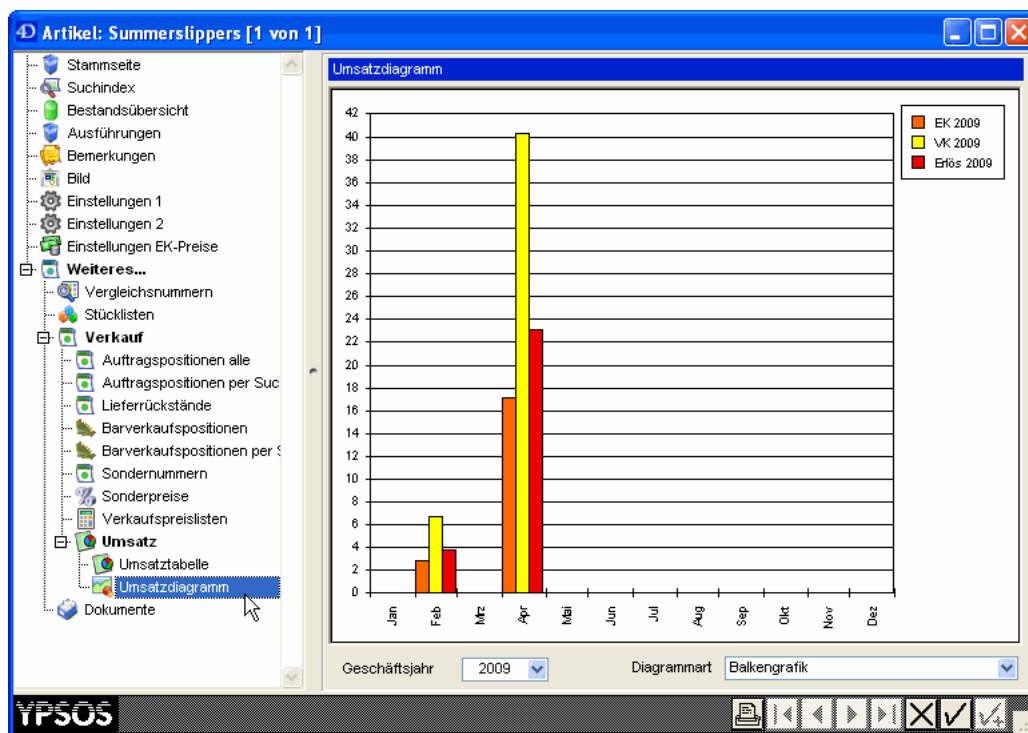 4D Artikel: Summerslippers [1 von 1]
Stammseite
Suchindex
Bestandsübersicht
Ausführungen
Bemerkungen
Bild
Einstellungen 1
Einstellungen 2
Einstellungen EK-Preise
Weiteres...
Vergleichsnummern
Stücklisten
Verkauf
Auftragspositionen alle
Auftragspositionen per Suc
Lieferrückstände
Barverkaufspositionen
Barverkaufspositionen per S
Sondernummern
Sonderpreise
Verkaufspreislisten
Umsatz
Umsatztabelle
Umsatzdiagramm
Dokumente
Umsatzdiagramm
42
40
38
36
34
32
30
28
26
24
22
20
18
16
14
12
10
8
6
4
2
0
Jan
Feb
Mrz
Apr
Mai
Jun
Jul
Aug
Sep
Okt
Nov
Dez
EK 2009
VK 2009
Erlös 2009
Geschäftsjahr 2009 Diagrammart Balkengrafik
YPSOS